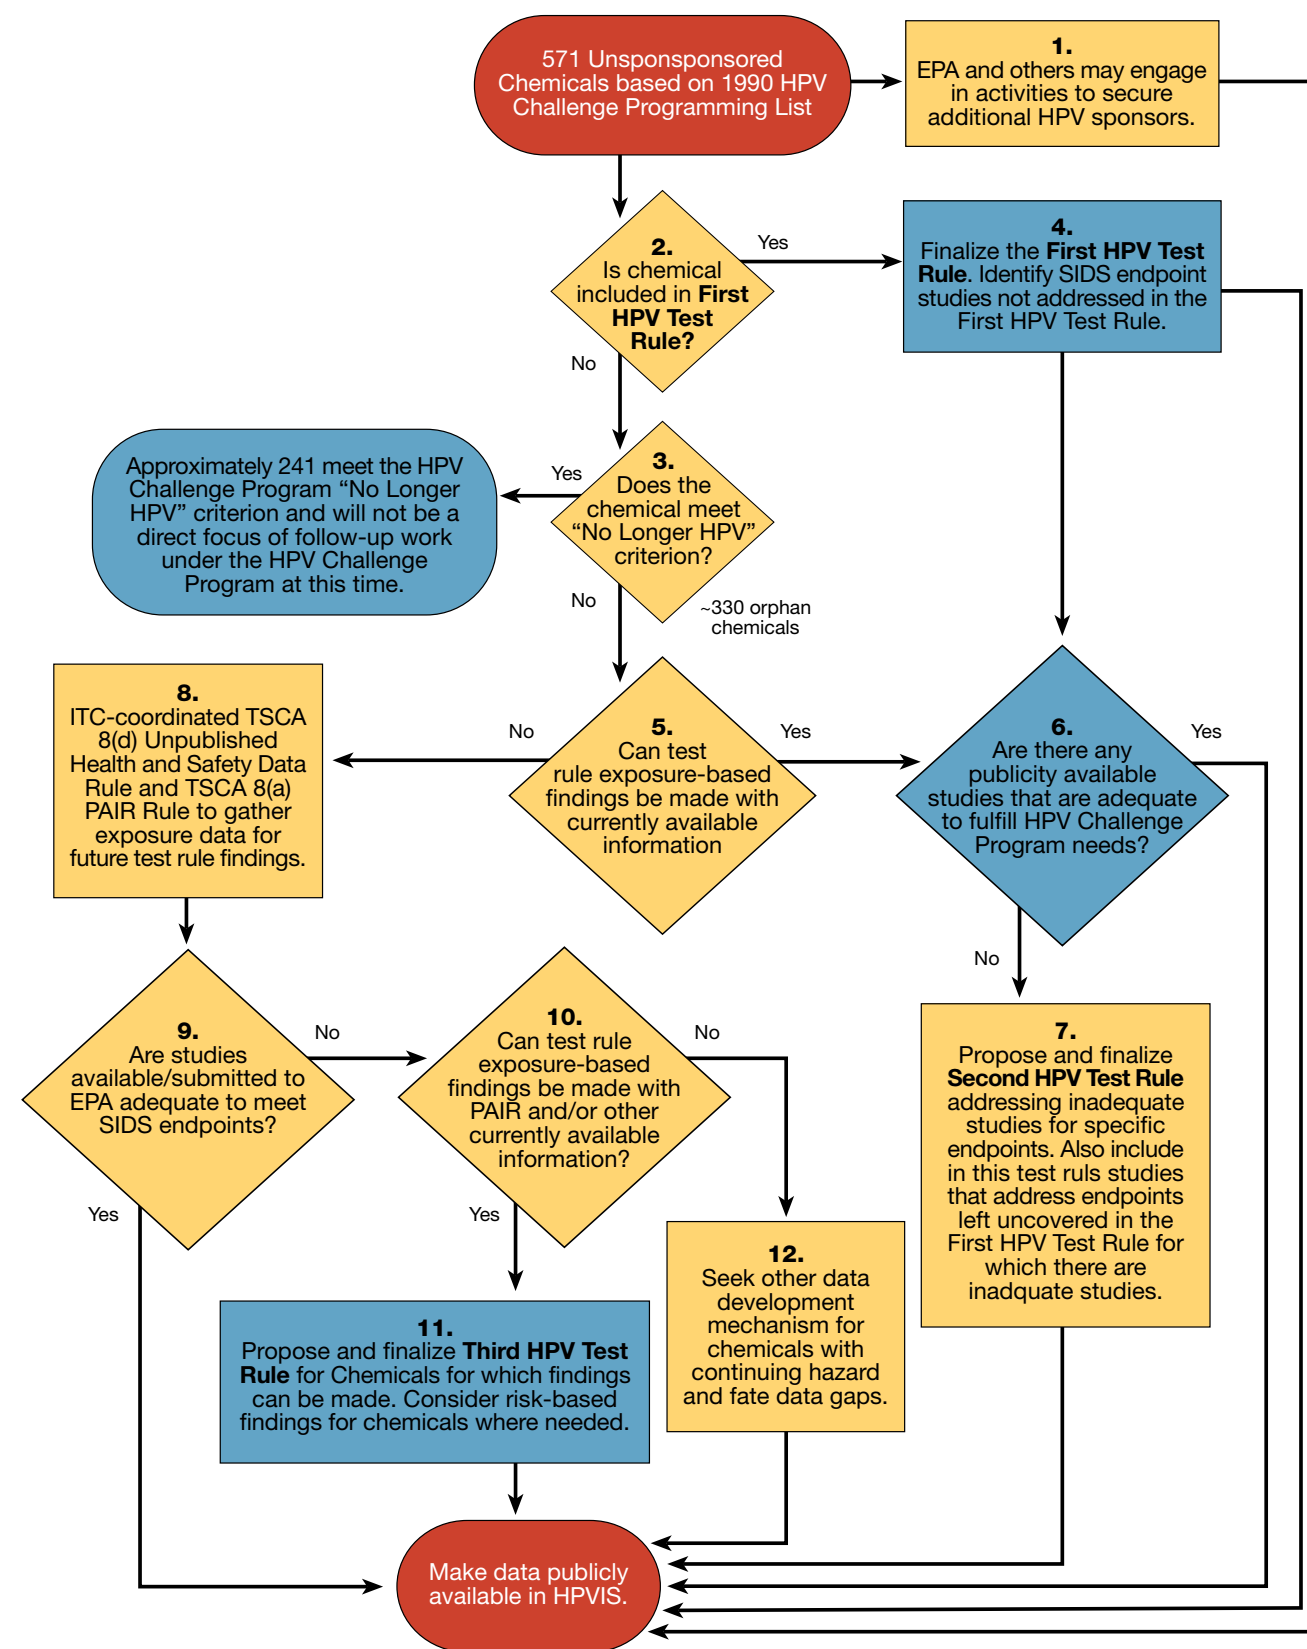 571 Unsponsponsored
Chemicals based on 1990 HPV
Challenge Programming List
1.
EPA and others may engage
in activities to secure
additional HPV sponsors.
2.
Is chemical
included in First
HPV Test
Rule?
Yes
No
4.
Finalize the First HPV Test
Rule. Identify SIDS endpoint
studies not addressed in the
First HPV Test Rule.
3.
Does the
chemical meet
“No Longer HPV”
criterion?
Yes
No
Approximately 241 meet the HPV
Challenge Program “No Longer
HPV” criterion and will not be a
direct focus of follow-up work
under the HPV Challenge
Program at this time.
~330 orphan
chemicals
5.
Can test
rule exposure-based
findings be made with
currently available
information
No
Yes
6.
Are there any
publicity available
studies that are adequate
to fulfill HPV Challenge
Program needs?
Yes
No
8.
ITC-coordinated TSCA
8(d) Unpublished
Health and Safety Data
Rule and TSCA 8(a)
PAIR Rule to gather
exposure data for
future test rule findings.
7.
Propose and finalize
Second HPV Test Rule
addressing inadequate
studies for specific
endpoints. Also include
in this test ruls studies
that address endpoints
left uncovered in the
First HPV Test Rule for
which there are
inadquate studies.
9.
Are studies
available/submitted to
EPA adequate to meet
SIDS endpoints?
No
Yes
10.
Can test rule
exposure-based
findings be made with
PAIR and/or other
currently available
information?
No
Yes
12.
Seek other data
development
mechanism for
chemicals with
continuing hazard
and fate data gaps.
11.
Propose and finalize Third HPV Test
Rule for Chemicals for which findings
can be made. Consider risk-based
findings for chemicals where needed.
Make data publicly
available in HPVIS.